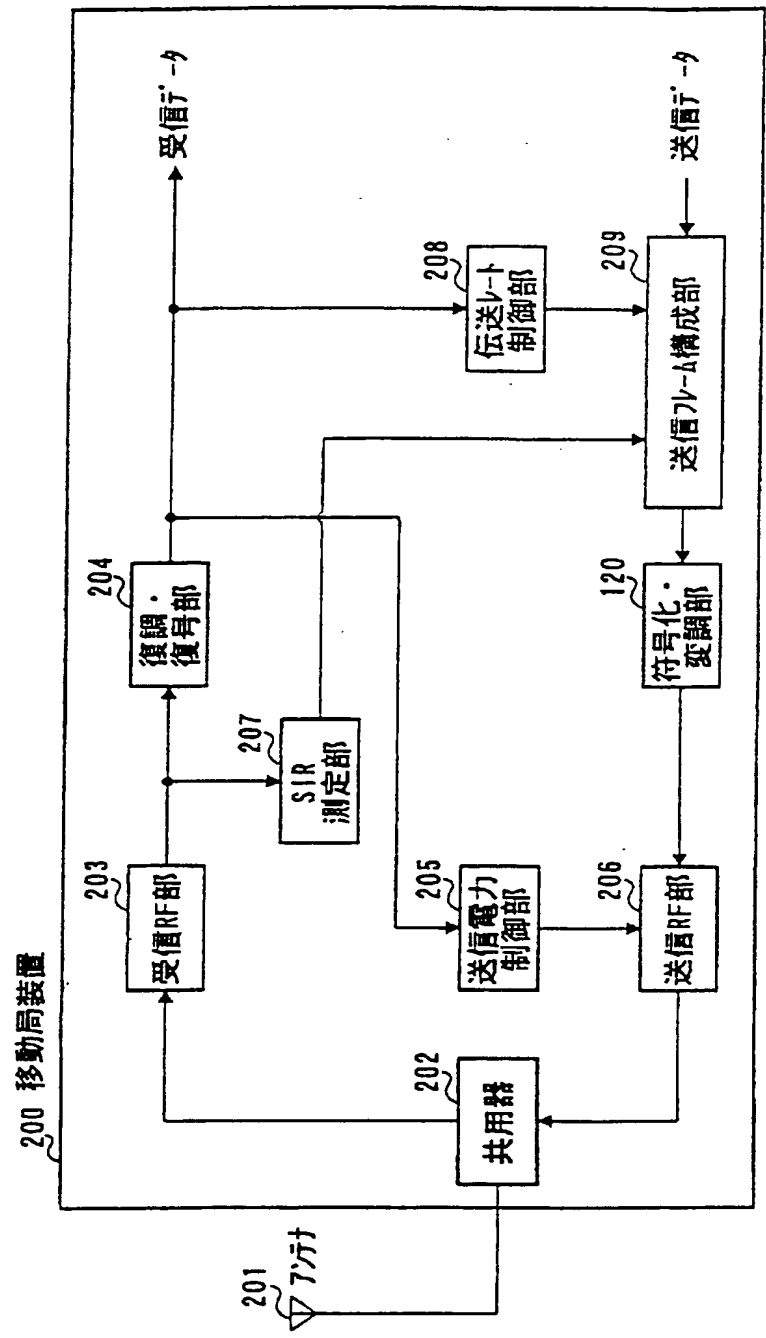 200 移動局装置
201
アンテナ
202
共用器
203
受信RF部
204
復調・
復号部
受信データ
207
SIR
測定部
205
送信電力
制御部
208
伝送レート
制御部
206
送信RF部
120
符号化・
変調部
209
送信フレーム構成部
送信データ